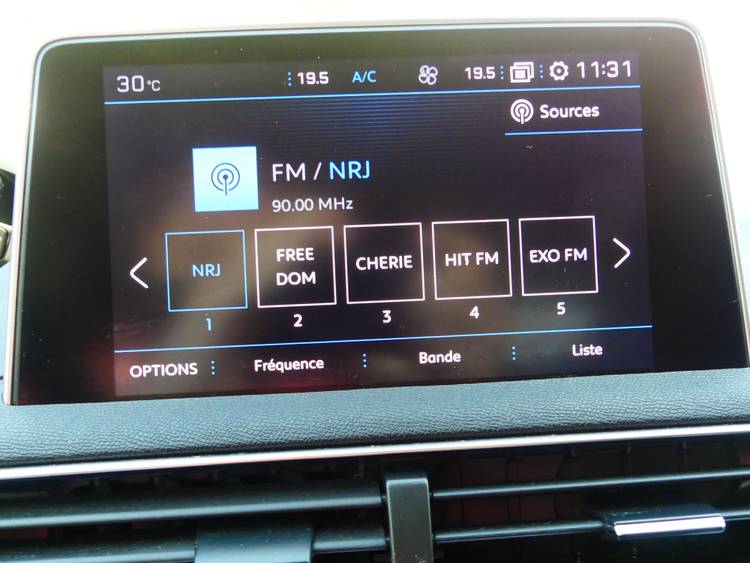 30°C 19.5 A/C 19.5 11:31
Sources
FM / NRJ
90.00 MHz
NRJ
FREE
DOM
CHERIE
HIT FM
EXO FM
1 2 3 4 5
OPTIONS Fréquence Bande Liste